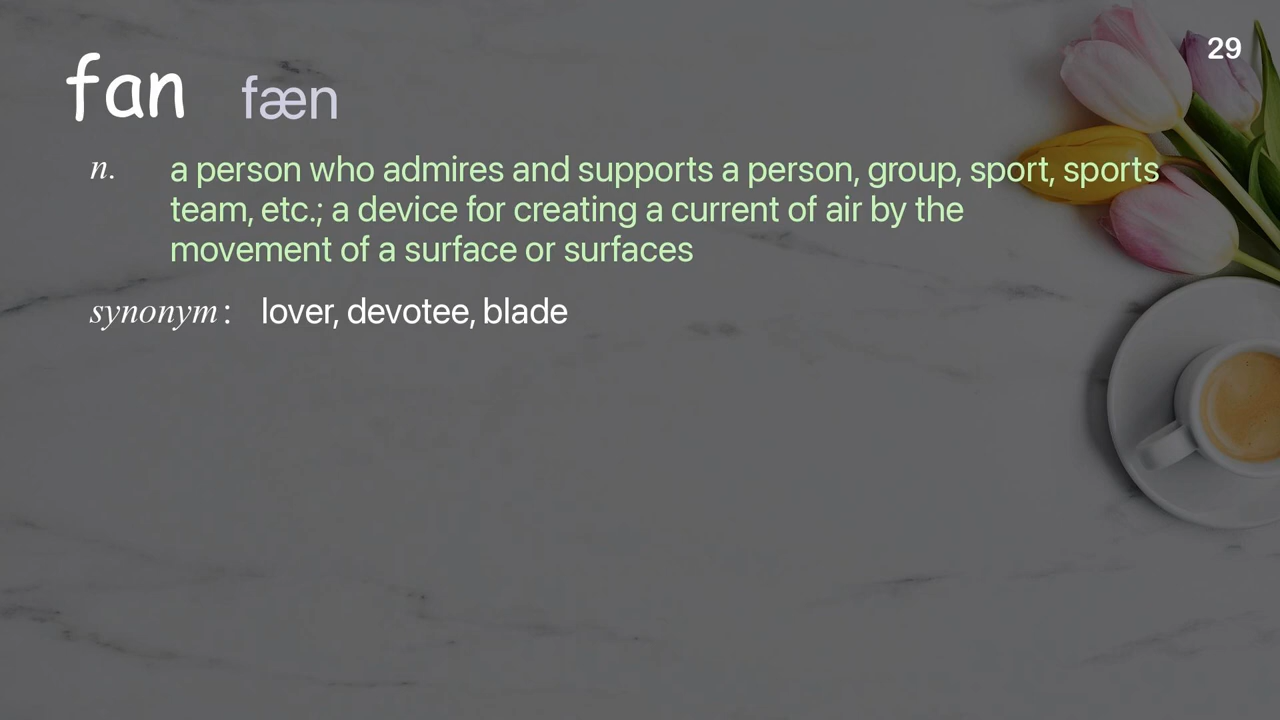 29
fan fæn
n. a person who admires and supports a person, group, sport, sports
team, etc.; a device for creating a current of air by the
movement of a surface or surfaces
synonym: lover, devotee, blade